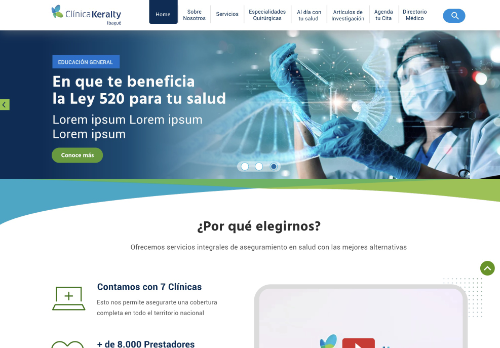 Clínica Keralty
Ibagué
Home
Sobre
Nosotros
Servicios
Especialidades
Quirúrgicas
Al día con
tu salud
Artículos de
Investigación
Agenda
tu Cita
Directorio
Médico
EDUCACIÓN GENERAL
En que te beneficia
la Ley 520 para tu salud
Lorem ipsum Lorem ipsum
Lorem ipsum
Conoce más
¿Por qué elegirnos?
Ofrecemos servicios integrales de aseguramiento en salud con las mejores alternativas
Contamos con 7 Clínicas
Esto nos permite asegurarte una cobertura
completa en todo el territorio nacional
+ de 8.000 Prestadores